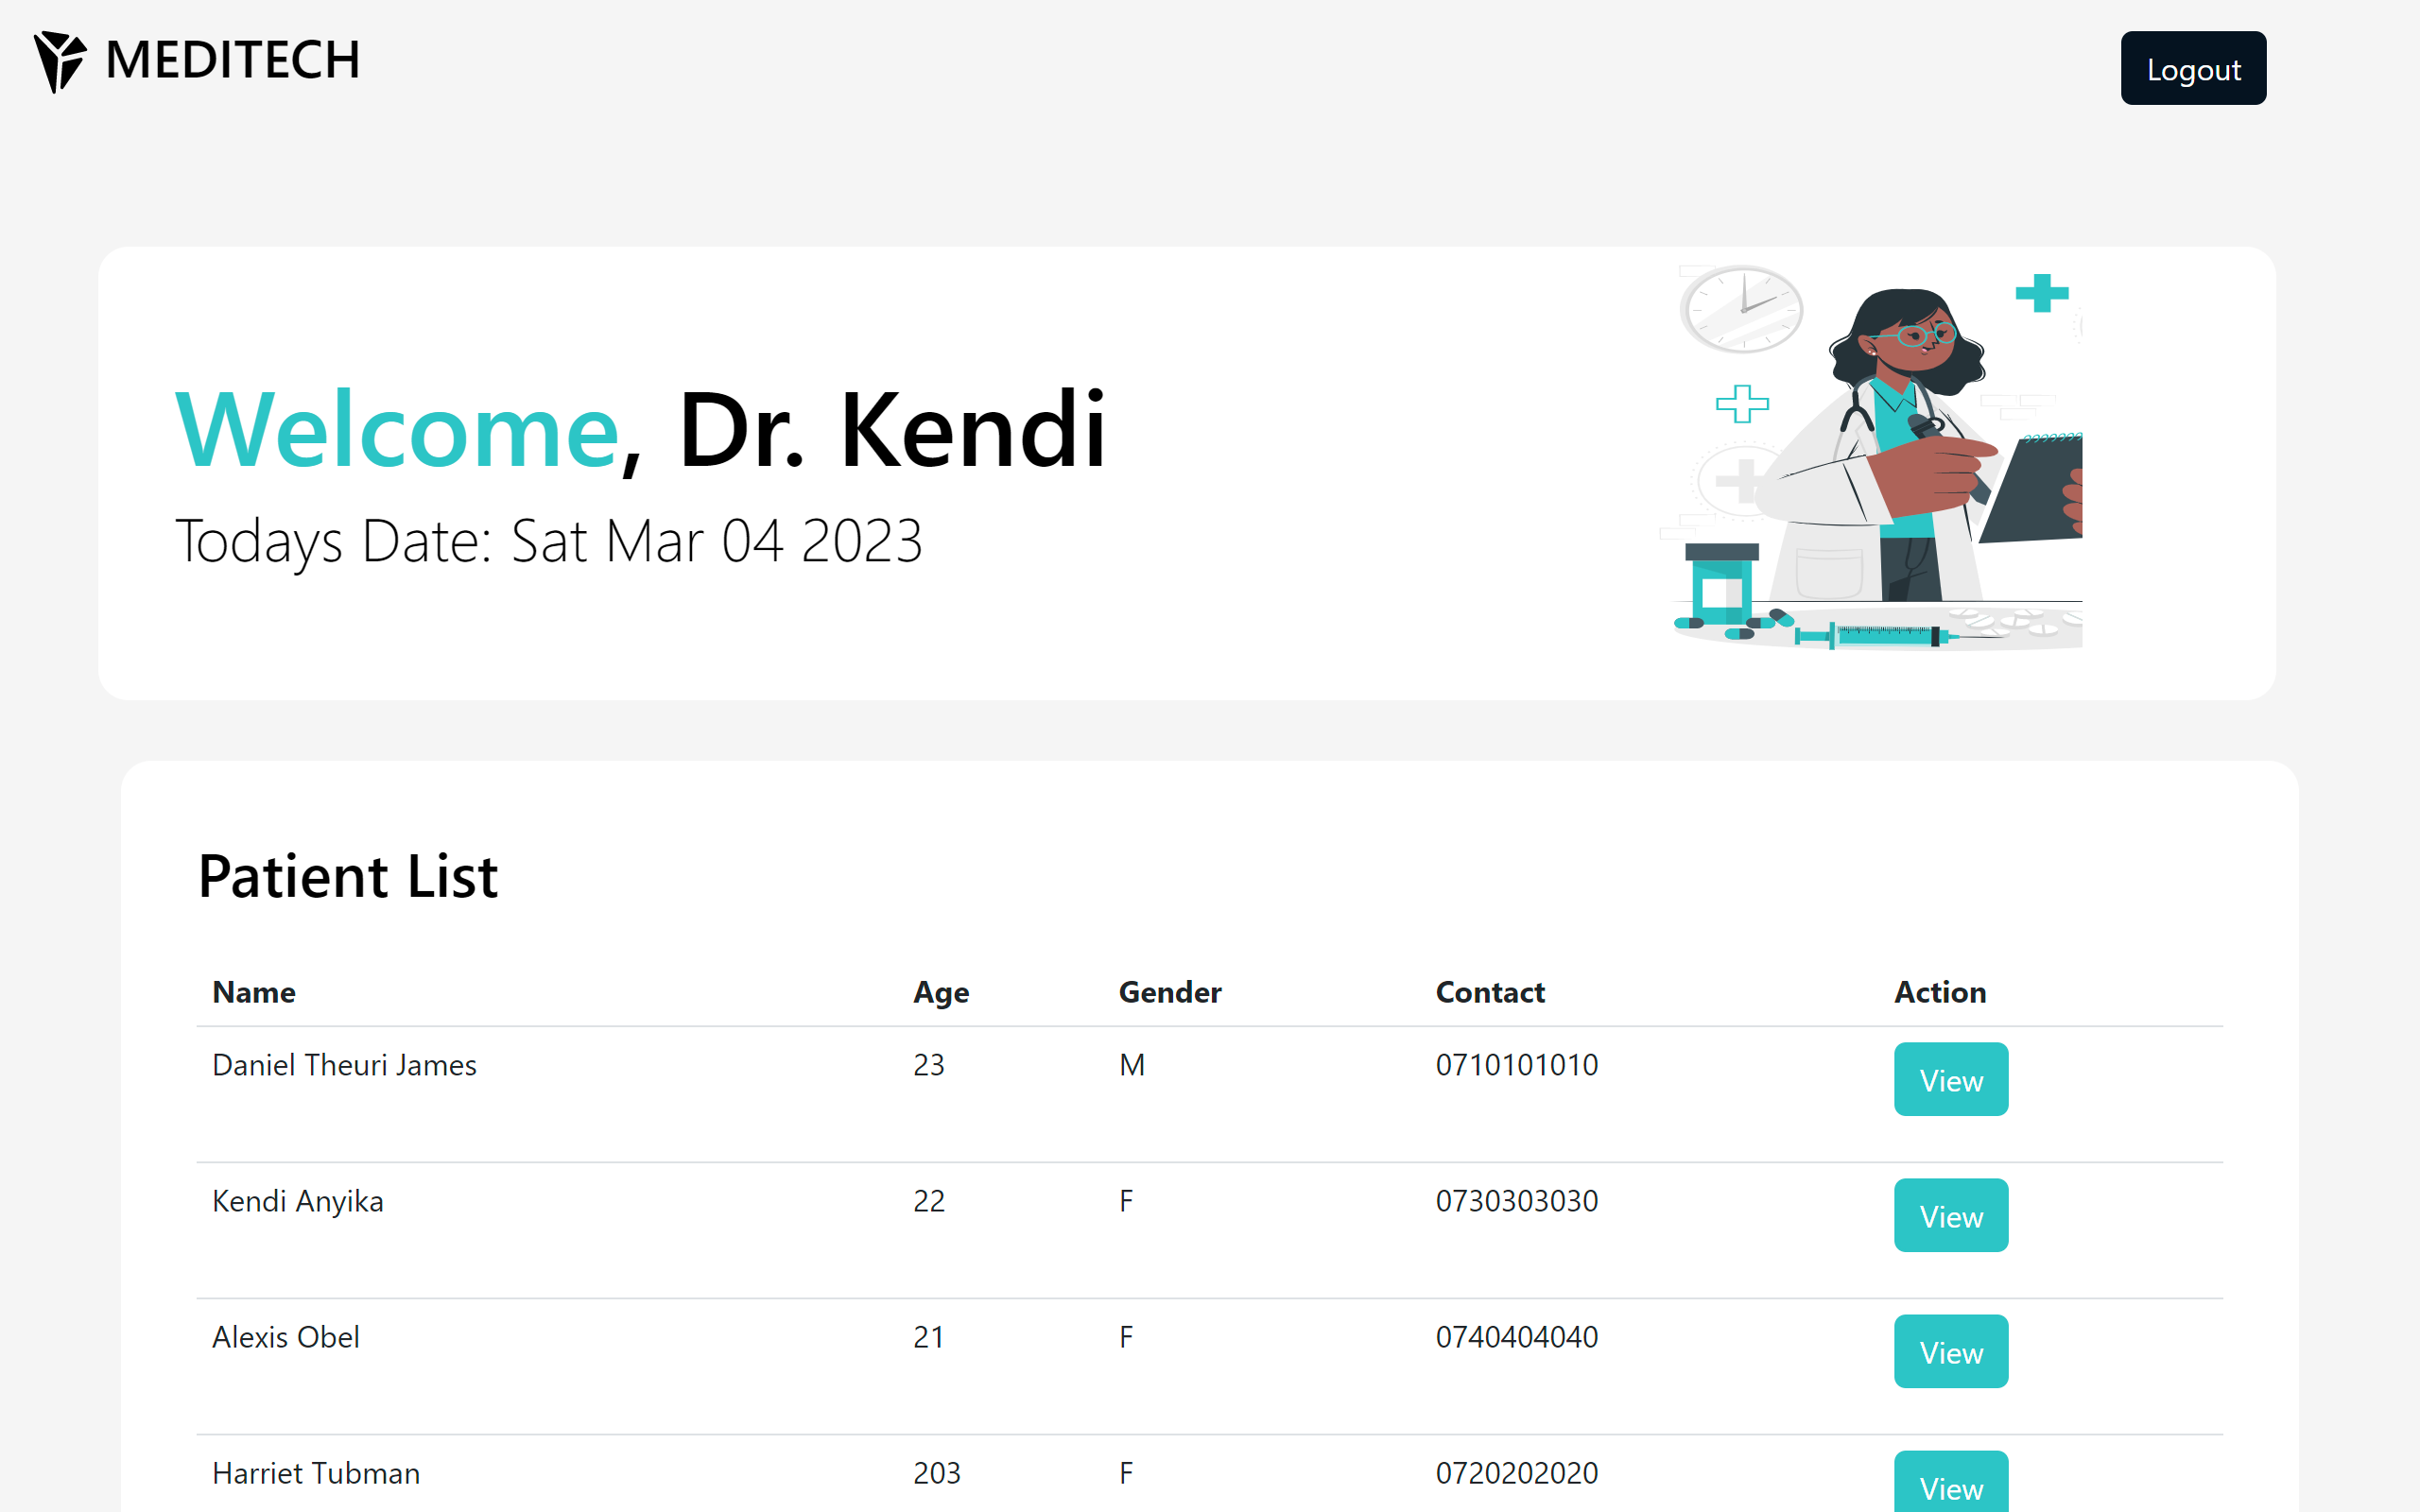 MEDITECH
Logout
Welcome, Dr. Kendi
Todays Date: Sat Mar 04 2023
Patient List
Name Age Gender Contact Action
Daniel Theuri James 23 M 0710101010 View
Kendi Anyika 22 F 0730303030 View
Alexis Obel 21 F 0740404040 View
Harriet Tubman 203 F 0720202020 View